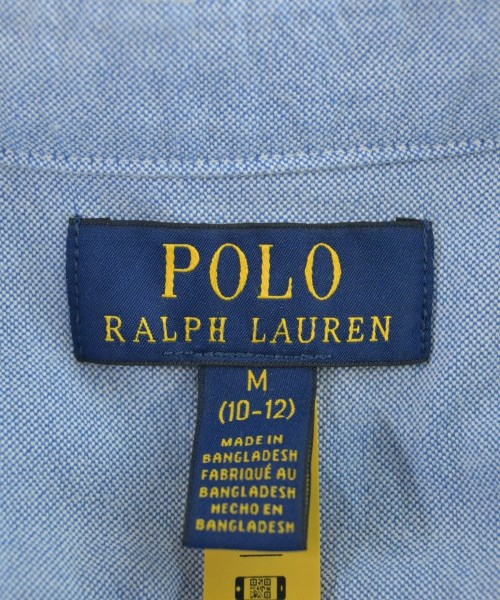 POLO
RALPH LAUREN
M
(10-12)
MADE IN
BANGLADESH
FABRIQUÉ AU
BANGLADESH
HECHO EN
BANGLADESH